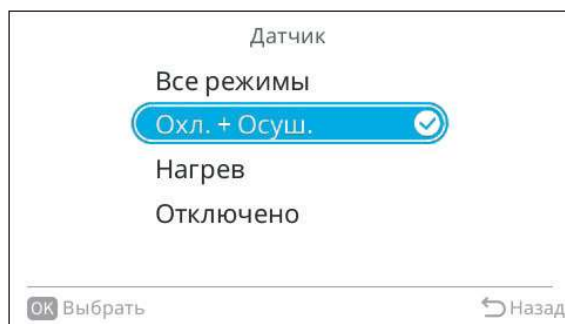 Датчик
Все режимы
Охл. + Осуш.
Нагрев
Отключено
OK Выбрать Назад